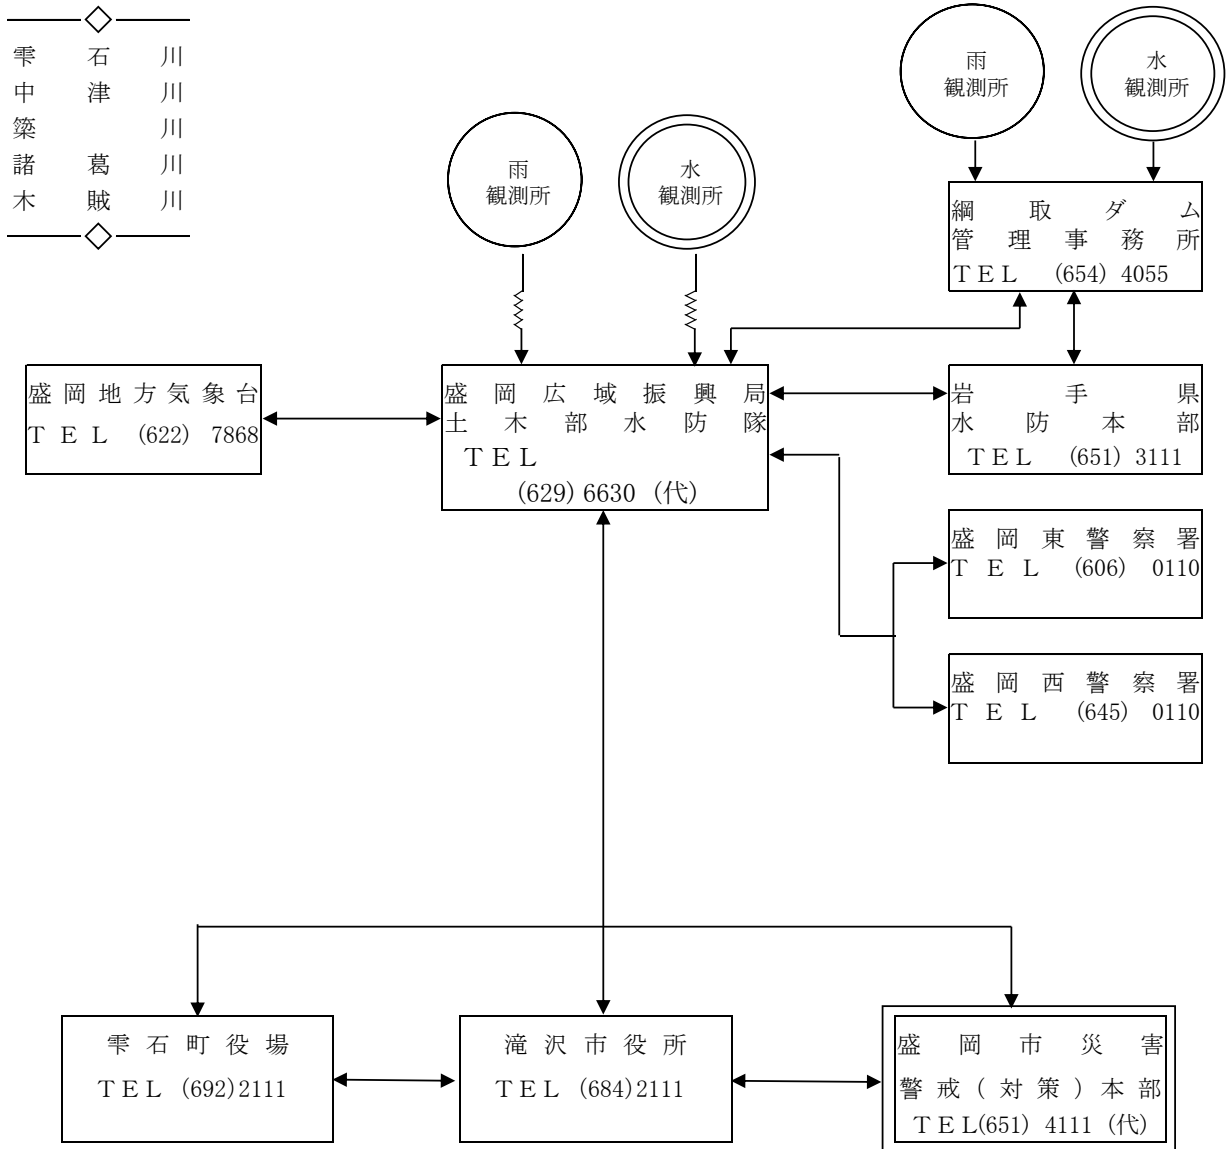 雫石川
中津川
簗川
諸葛川
木賊川
雨
観測所
水
観測所
雨
観測所
水
観測所
綱取ダム
管理事務所
TEL (654) 4055
盛岡地方気象台
TEL (622) 7868
盛岡広域振興局
土木部水防隊
TEL
(629) 6630 (代)
岩手県
水防本部
TEL (651) 3111
盛岡東警察署
TEL (606) 0110
盛岡西警察署
TEL (645) 0110
雫石町役場
TEL (692)2111
滝沢市役所
TEL (684)2111
盛岡市災害
警戒(対策)本部
TEL(651) 4111 (代)